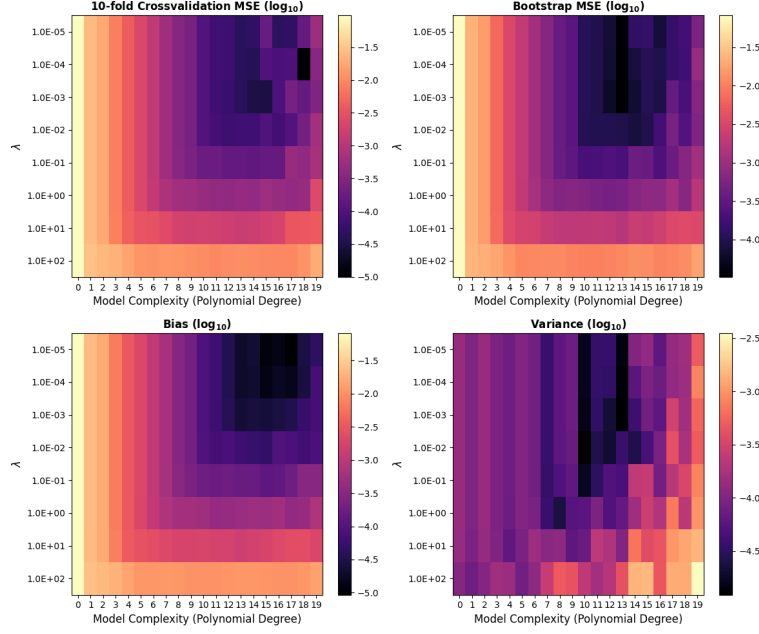 10-fold Crossvalidation MSE (log₁₀)
1.0E-05
1.0E-04
1.0E-03
1.0E-02
1.0E-01
1.0E+00
1.0E+01
1.0E+02
λ
0 1 2 3 4 5 6 7 8 9 10 11 12 13 14 15 16 17 18 19
Model Complexity (Polynomial Degree)
−1.5
−2.0
−2.5
−3.0
−3.5
−4.0
−4.5
−5.0
Bootstrap MSE (log₁₀)
1.0E-05
1.0E-04
1.0E-03
1.0E-02
1.0E-01
1.0E+00
1.0E+01
1.0E+02
λ
0 1 2 3 4 5 6 7 8 9 10 11 12 13 14 15 16 17 18 19
Model Complexity (Polynomial Degree)
−1.5
−2.0
−2.5
−3.0
−3.5
−4.0
Bias (log₁₀)
1.0E-05
1.0E-04
1.0E-03
1.0E-02
1.0E-01
1.0E+00
1.0E+01
1.0E+02
λ
0 1 2 3 4 5 6 7 8 9 10 11 12 13 14 15 16 17 18 19
Model Complexity (Polynomial Degree)
−1.5
−2.0
−2.5
−3.0
−3.5
−4.0
−4.5
−5.0
Variance (log₁₀)
1.0E-05
1.0E-04
1.0E-03
1.0E-02
1.0E-01
1.0E+00
1.0E+01
1.0E+02
λ
0 1 2 3 4 5 6 7 8 9 10 11 12 13 14 15 16 17 18 19
Model Complexity (Polynomial Degree)
−2.5
−3.0
−3.5
−4.0
−4.5